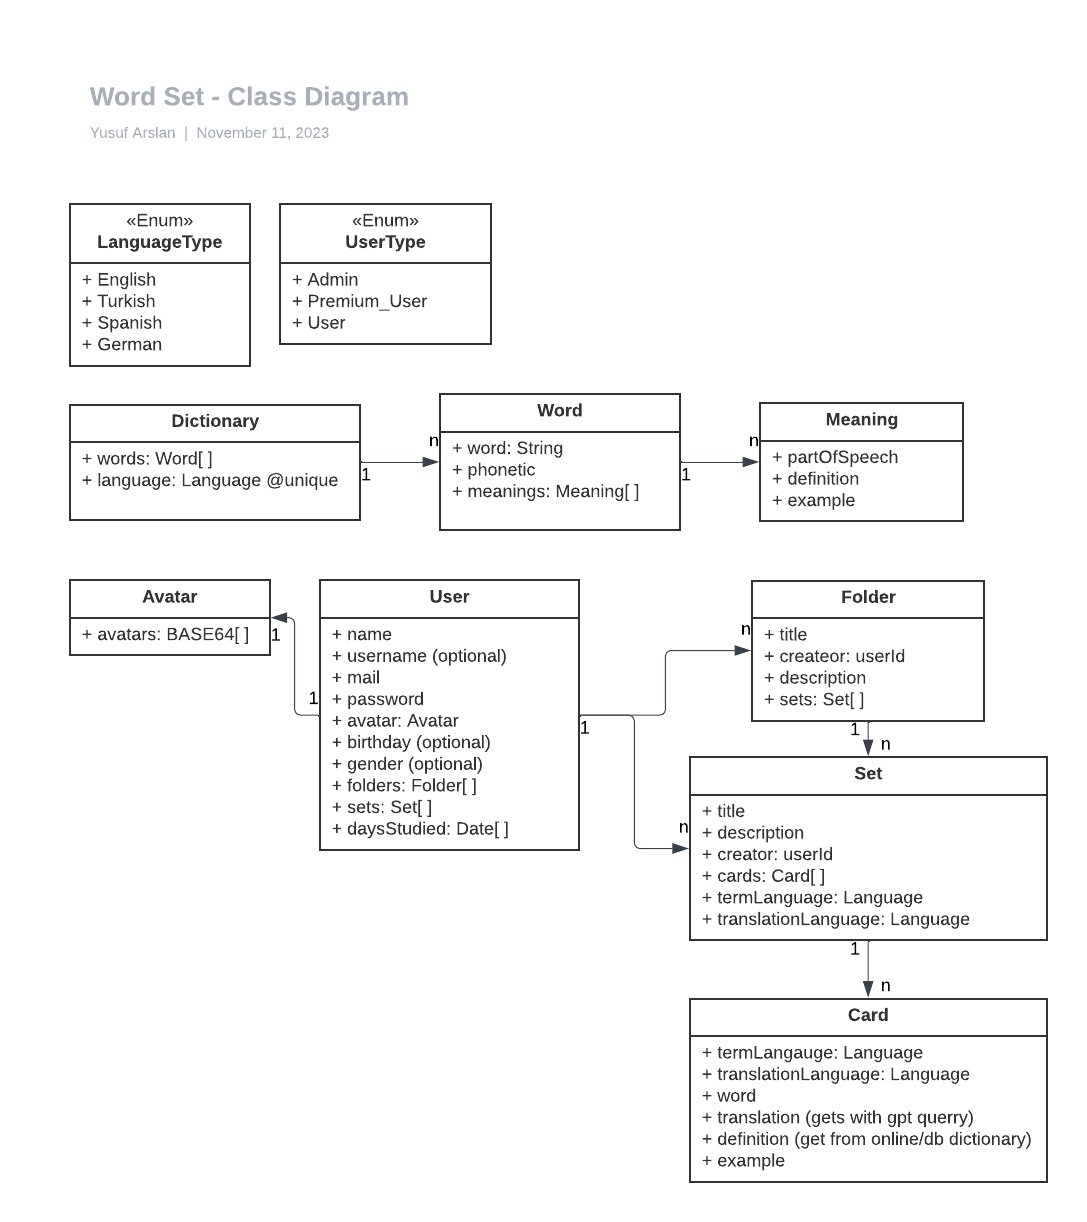 Word Set - Class Diagram
Yusuf Arslan | November 11, 2023
«Enum»
LanguageType
+ English
+ Turkish
+ Spanish
+ German
«Enum»
UserType
+ Admin
+ Premium_User
+ User
Dictionary
+ words: Word[ ]
+ language: Language @unique
1
n
Word
+ word: String
+ phonetic
+ meanings: Meaning[ ]
1
n
Meaning
+ partOfSpeech
+ definition
+ example
Avatar
+ avatars: BASE64[ ]
1
1
User
+ name
+ username (optional)
+ mail
+ password
+ avatar: Avatar
+ birthday (optional)
+ gender (optional)
+ folders: Folder[ ]
+ sets: Set[ ]
+ daysStudied: Date[ ]
1
n
n
Folder
+ title
+ createor: userId
+ description
+ sets: Set[ ]
1
n
Set
+ title
+ description
+ creator: userId
+ cards: Card[ ]
+ termLanguage: Language
+ translationLanguage: Language
1
n
Card
+ termLangauge: Language
+ translationLanguage: Language
+ word
+ translation (gets with gpt querry)
+ definition (get from online/db dictionary)
+ example